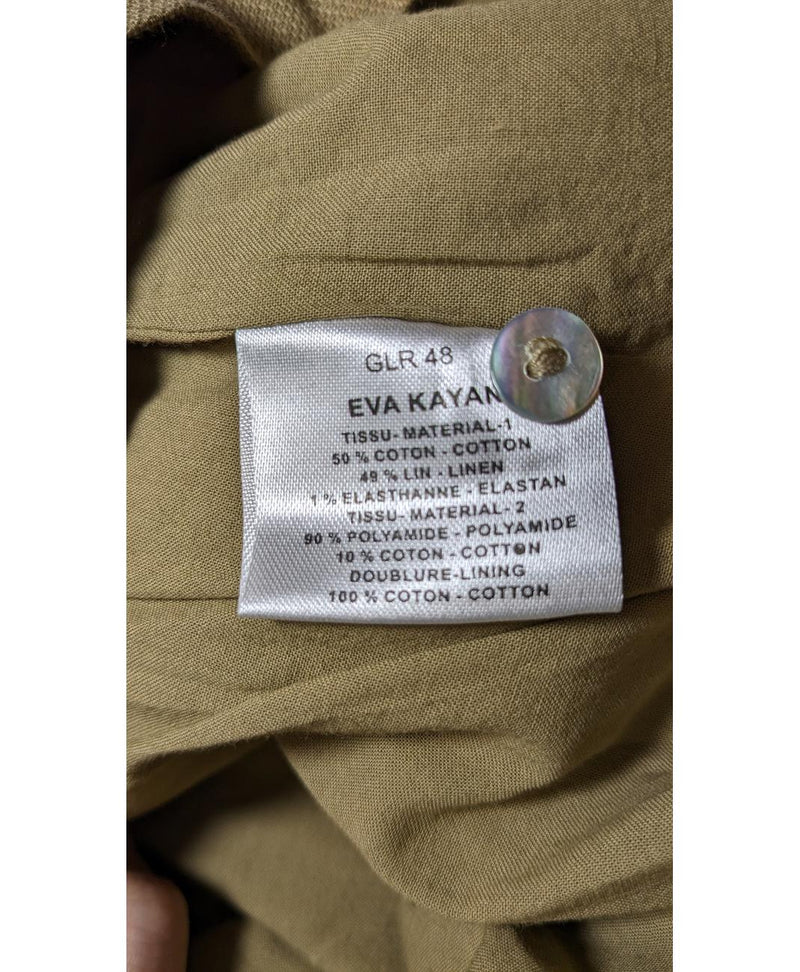 GLR 48
EVA KAYAN
TISSU- MATERIAL-1
50 % COTON - COTTON
49 % LIN - LINEN
1 % ELASTHANNE - ELASTAN
TISSU- MATERIAL- 2
90 % POLYAMIDE - POLYAMIDE
10 % COTON - COTTON
DOUBLURE-LINING
100 % COTON - COTTON